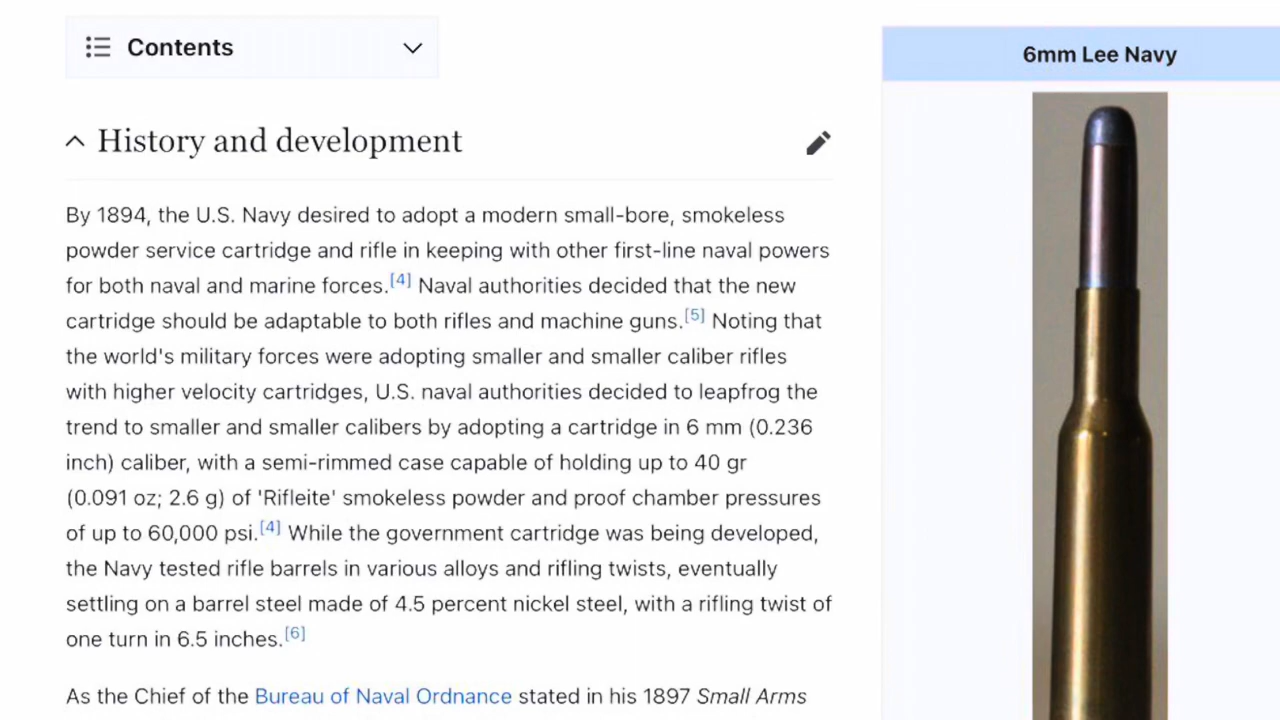 Contents
6mm Lee Navy
History and development
By 1894, the U.S. Navy desired to adopt a modern small-bore, smokeless
powder service cartridge and rifle in keeping with other first-line naval powers
for both naval and marine forces.[4] Naval authorities decided that the new
cartridge should be adaptable to both rifles and machine guns.[5] Noting that
the world's military forces were adopting smaller and smaller caliber rifles
with higher velocity cartridges, U.S. naval authorities decided to leapfrog the
trend to smaller and smaller calibers by adopting a cartridge in 6 mm (0.236
inch) caliber, with a semi-rimmed case capable of holding up to 40 gr
(0.091 oz; 2.6 g) of 'Rifleite' smokeless powder and proof chamber pressures
of up to 60,000 psi.[4] While the government cartridge was being developed,
the Navy tested rifle barrels in various alloys and rifling twists, eventually
settling on a barrel steel made of 4.5 percent nickel steel, with a rifling twist of
one turn in 6.5 inches.[6]
As the Chief of the Bureau of Naval Ordnance stated in his 1897 Small Arms